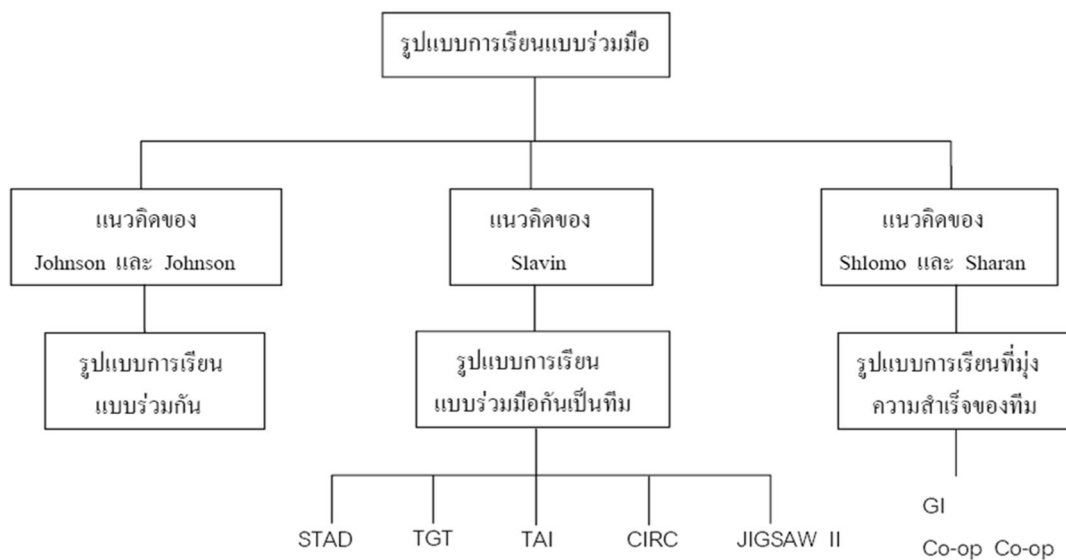 รูปแบบการเรียนแบบร่วมมือ
แนวคิดของ
Johnson และ Johnson
แนวคิดของ
Slavin
แนวคิดของ
Shlomo และ Sharan
รูปแบบการเรียน
แบบร่วมกัน
รูปแบบการเรียน
แบบร่วมมือกันเป็นทีม
รูปแบบการเรียนที่มุ่ง
ความสำเร็จของทีม
STAD
TGT
TAI
CIRC
JIGSAW II
GI
Co-op Co-op